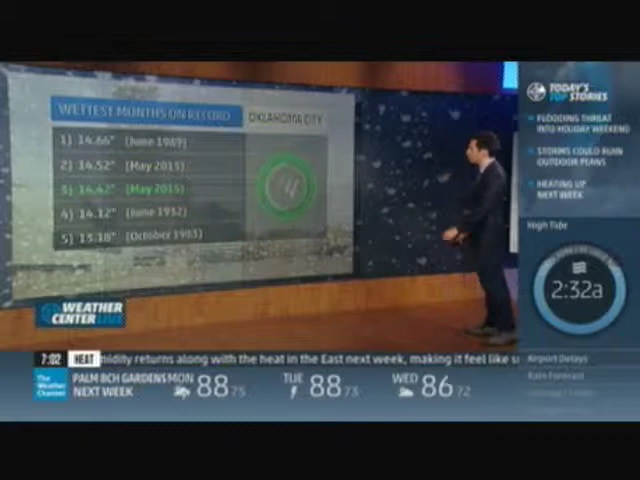 WETTEST MONTHS ON RECORD
OKLAHOMA CITY
1) 14.66" (June 1989)
2) 14.52" (May 2013)
3) 14.42" (May 2015)
4) 14.12" (June 1932)
5) 13.18" (October 1983)
4
WEATHER
CENTER LIVE
TODAY'S
TOP STORIES
FLOODING THREAT
INTO HOLIDAY WEEKEND
STORMS COULD RUIN
OUTDOOR PLANS
HEATING UP
NEXT WEEK
High Tide
2:32a
Airport Delays
Rain Forecast
7:02 HEAT midity returns along with the heat in the East next week, making it feel like s
The
Weather
Channel
PALM BCH GARDENS
NEXT WEEK
MON 88 75
TUE 88 73
WED 86 72